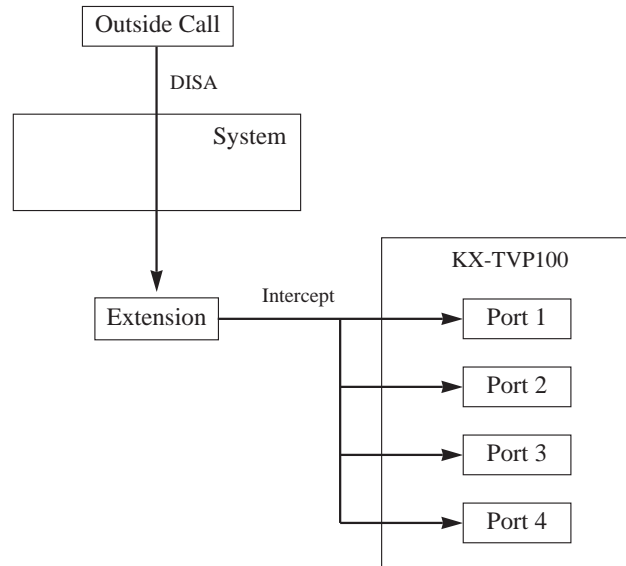 Outside Call
DISA
System
KX-TVP100
Intercept
Extension
Port 1
Port 2
Port 3
Port 4